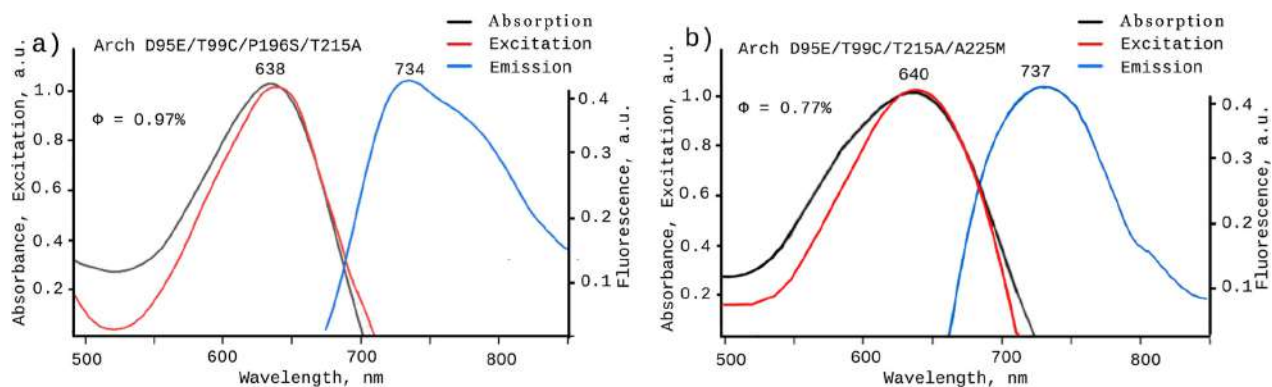 a)
Arch D95E/T99C/P196S/T215A
Absorption
Excitation
Emission
638
734
Φ = 0.97%
Absorbance, Excitation, a.u.
1.0
0.8
0.6
0.4
0.2
Fluorescence, a.u.
0.4
0.3
0.2
0.1
500
600
700
800
Wavelength, nm
b)
Arch D95E/T99C/T215A/A225M
Absorption
Excitation
Emission
640
737
Φ = 0.77%
Absorbance, Excitation, a.u.
1.0
0.8
0.6
0.4
0.2
Fluorescence, a.u.
0.4
0.3
0.2
0.1
500
600
700
800
Wavelength, nm